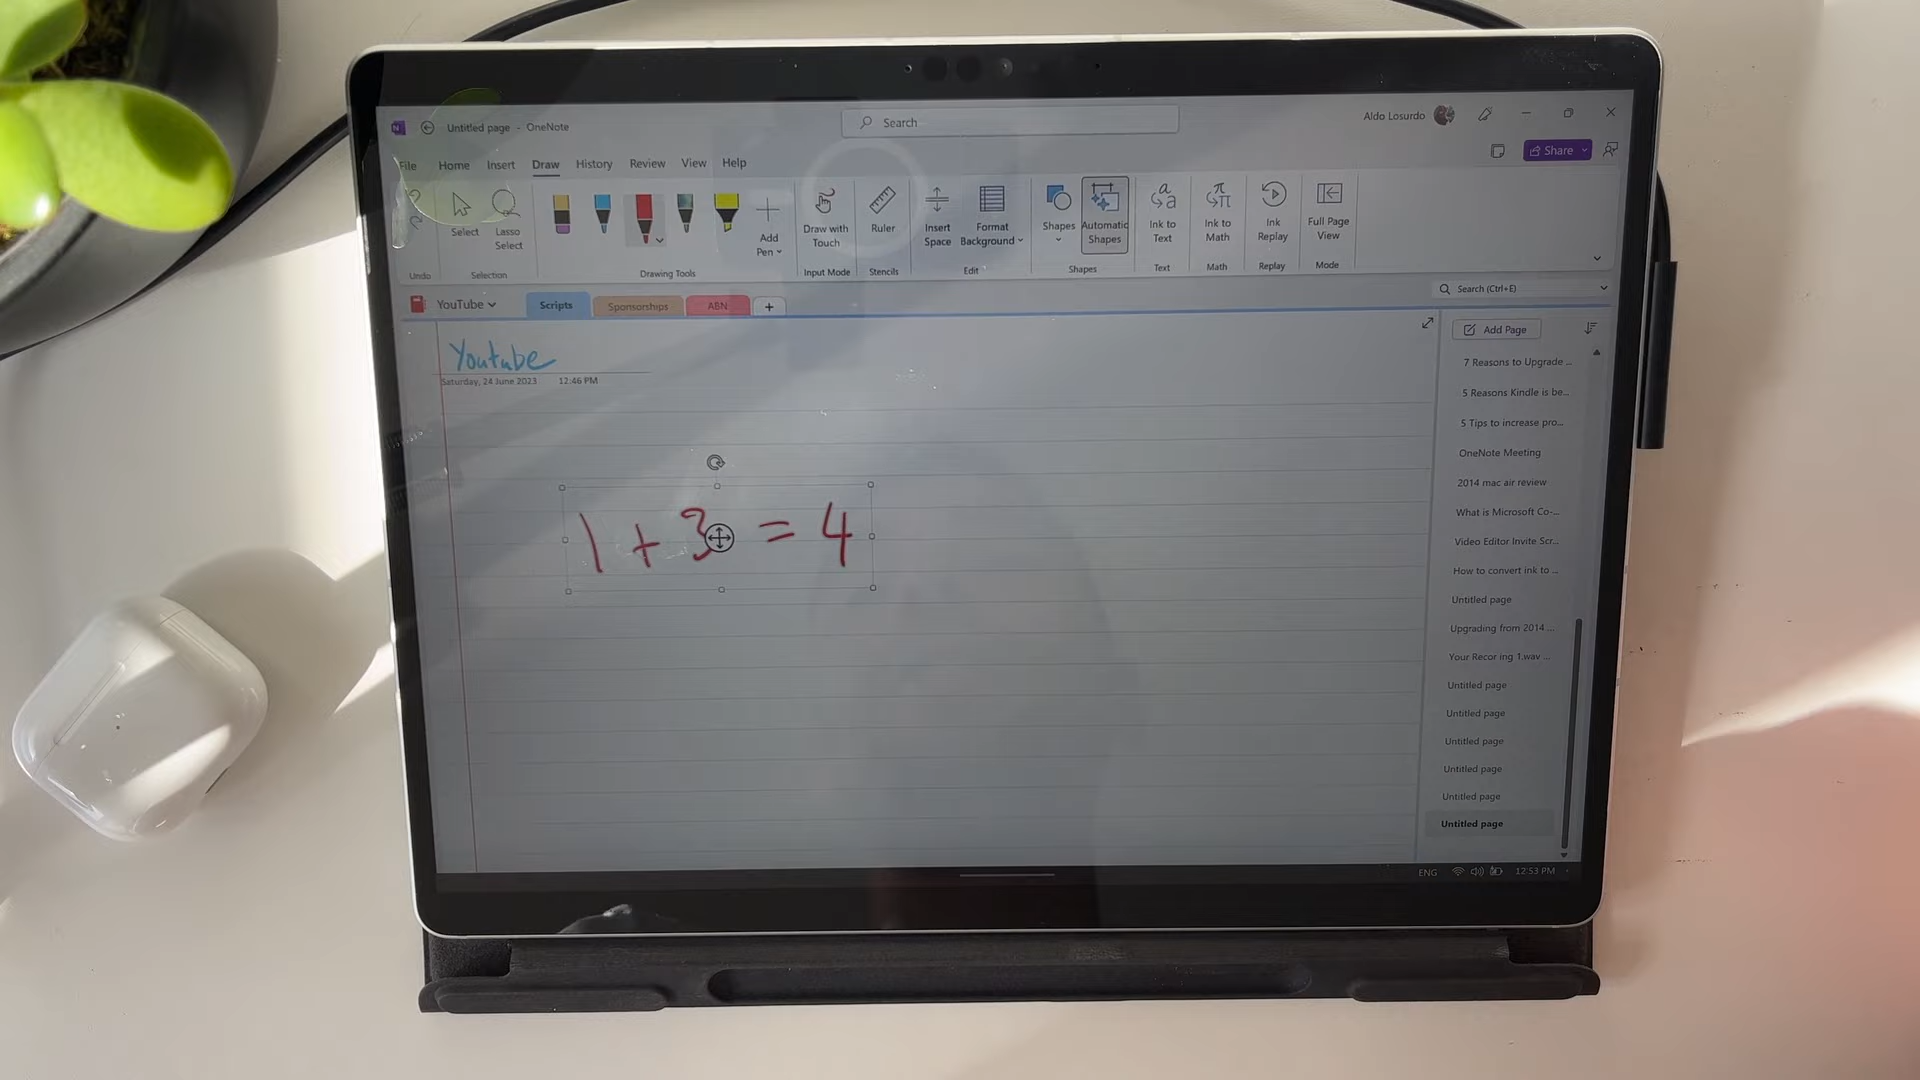 Untitled page - OneNote
Search
Aldo Losurdo
File Home Insert Draw History Review View Help
Share
Select
Lasso Select
Add Pen
Draw with Touch
Ruler
Insert Space
Format Background
Shapes
Automatic Shapes
Ink to Text
Ink to Math
Ink Replay
Full Page View
Undo Selection Drawing Tools Input Mode Stencils Edit Shapes Text Math Replay Mode
YouTube Scripts Sponsorships ABN +
Search (Ctrl+E)
Youtube
Saturday, 24 June 2023 12:46 PM
1 + 3 = 4
Add Page
7 Reasons to Upgrade ...
5 Reasons Kindle is be...
5 Tips to increase pro...
OneNote Meeting
2014 mac air review
What is Microsoft Co-...
Video Editor Invite Scr...
How to convert ink to ...
Untitled page
Upgrading from 2014 ...
Your Recor ing 1.wav ...
Untitled page
Untitled page
Untitled page
Untitled page
Untitled page
Untitled page
ENG 12:53 PM